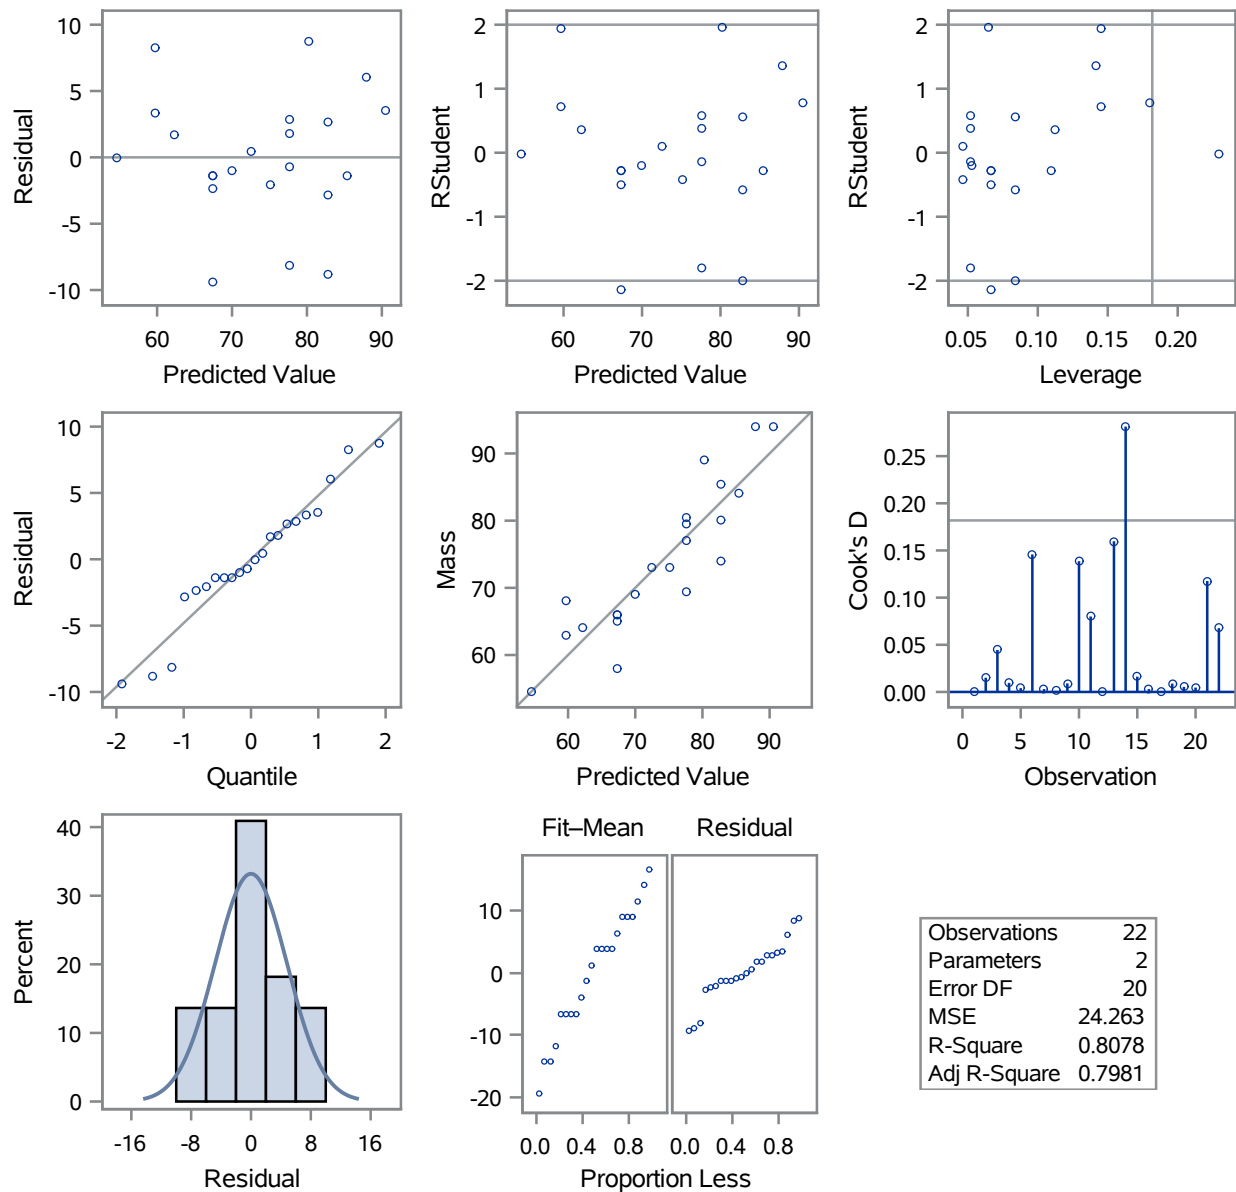 10
5
0
-5
-10
Residual
60 70 80 90
Predicted Value
2
1
0
-1
-2
RStudent
60 70 80 90
Predicted Value
2
1
0
-1
-2
RStudent
0.05 0.10 0.15 0.20
Leverage
10
5
0
-5
-10
Residual
-2 -1 0 1 2
Quantile
90
80
70
60
Mass
60 70 80 90
Predicted Value
0.25
0.20
0.15
0.10
0.05
0.00
Cook's D
0 5 10 15 20
Observation
40
30
20
10
0
Percent
-16 -8 0 8 16
Residual
Fit–Mean Residual
10
0
-10
-20
0.0 0.4 0.8 0.0 0.4 0.8
Proportion Less
Observations 22
Parameters 2
Error DF 20
MSE 24.263
R-Square 0.8078
Adj R-Square 0.7981